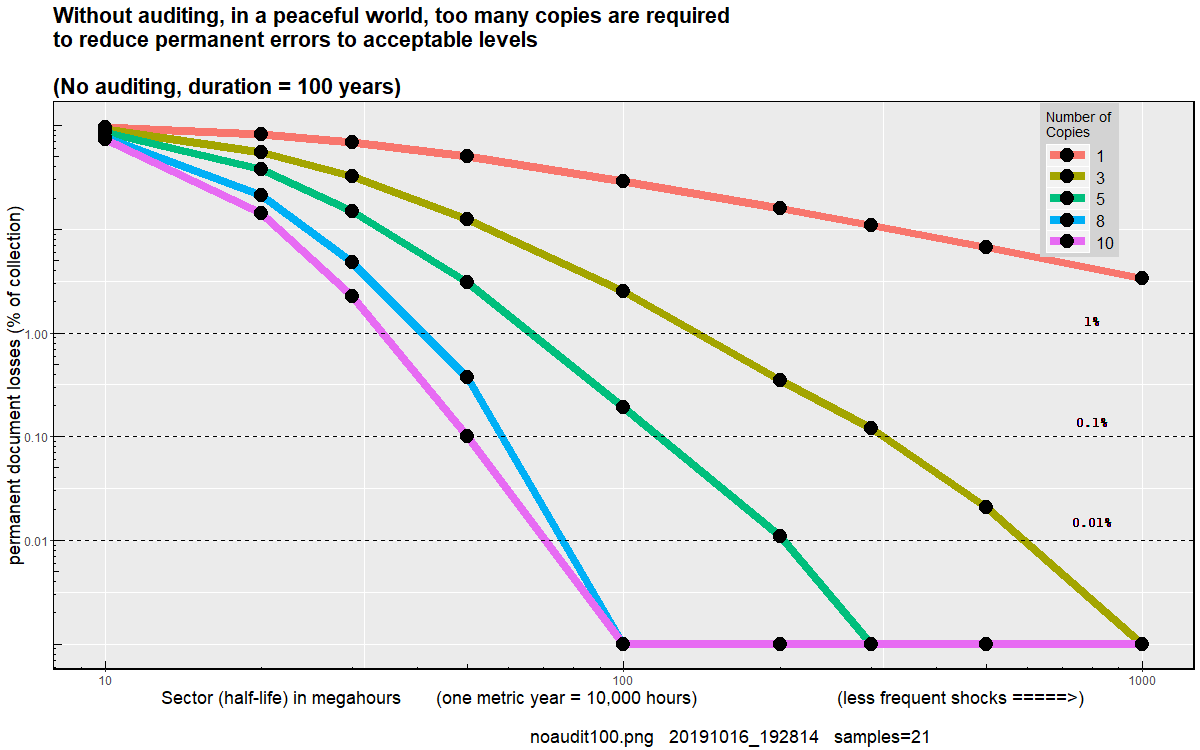 Without auditing, in a peaceful world, too many copies are required
to reduce permanent errors to acceptable levels
(No auditing, duration = 100 years)
Number of
Copies
1
3
5
8
10
permanent document losses (% of collection)
1.00
0.10
0.01
1%
0.1%
0.01%
10
100
1000
Sector (half-life) in megahours (one metric year = 10,000 hours) (less frequent shocks =====>)
noaudit100.png 20191016_192814 samples=21